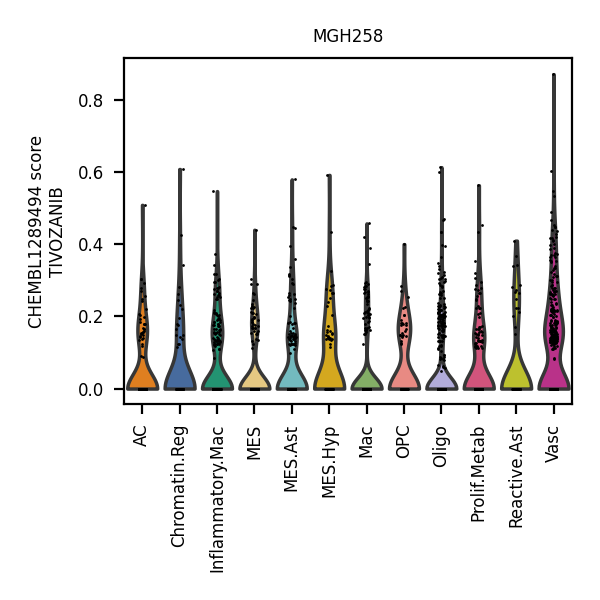 MGH258
CHEMBL1289494 score
TIVOZANIB
0.8
0.6
0.4
0.2
0.0
AC
Chromatin.Reg
Inflammatory.Mac
MES
MES.Ast
MES.Hyp
Mac
OPC
Oligo
Prolif.Metab
Reactive.Ast
Vasc